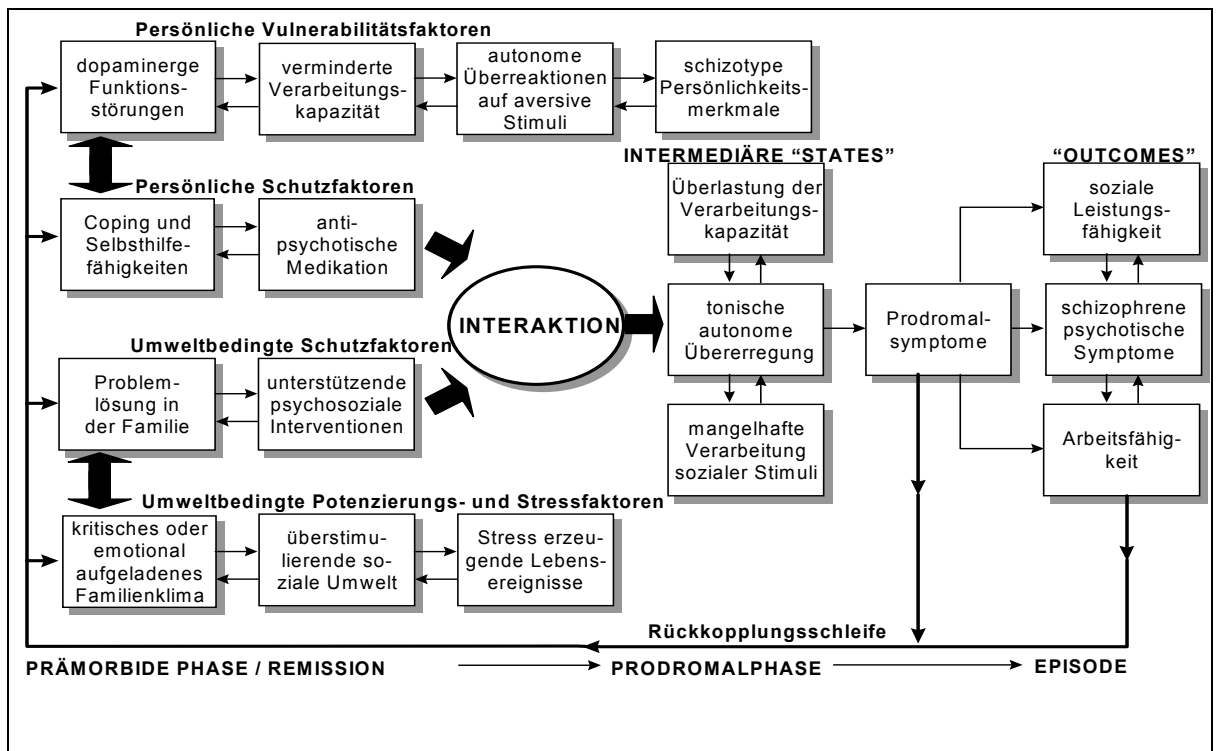 Persönliche Vulnerabilitätsfaktoren
dopaminerge
Funktions-
störungen
verminderte
Verarbeitungs-
kapazität
autonome
Überreaktionen
auf aversive
Stimuli
schizotype
Persönlichkeits-
merkmale
Persönliche Schutzfaktoren
Coping und
Selbsthilfe-
fähigkeiten
anti-
psychotische
Medikation
Umweltbedingte Schutzfaktoren
Problem-
lösung in
der Familie
unterstützende
psychosoziale
Interventionen
Umweltbedingte Potenzierungs- und Stressfaktoren
kritisches oder
emotional
aufgeladenes
Familienklima
überstimu-
lierende so-
ziale Umwelt
Stress erzeu-
gende Lebens-
ereignisse
INTERAKTION
INTERMEDIÄRE “STATES”
Überlastung der
Verarbeitungs-
kapazität
tonische
autonome
Übererregung
mangelhafte
Verarbeitung
sozialer Stimuli
Prodromal-
symptome
“OUTCOMES”
soziale
Leistungs-
fähigkeit
schizophrene
psychotische
Symptome
Arbeitsfähig-
keit
Rückkopplungsschleife
PRÄMORBIDE PHASE / REMISSION
PRODROMALPHASE
EPISODE